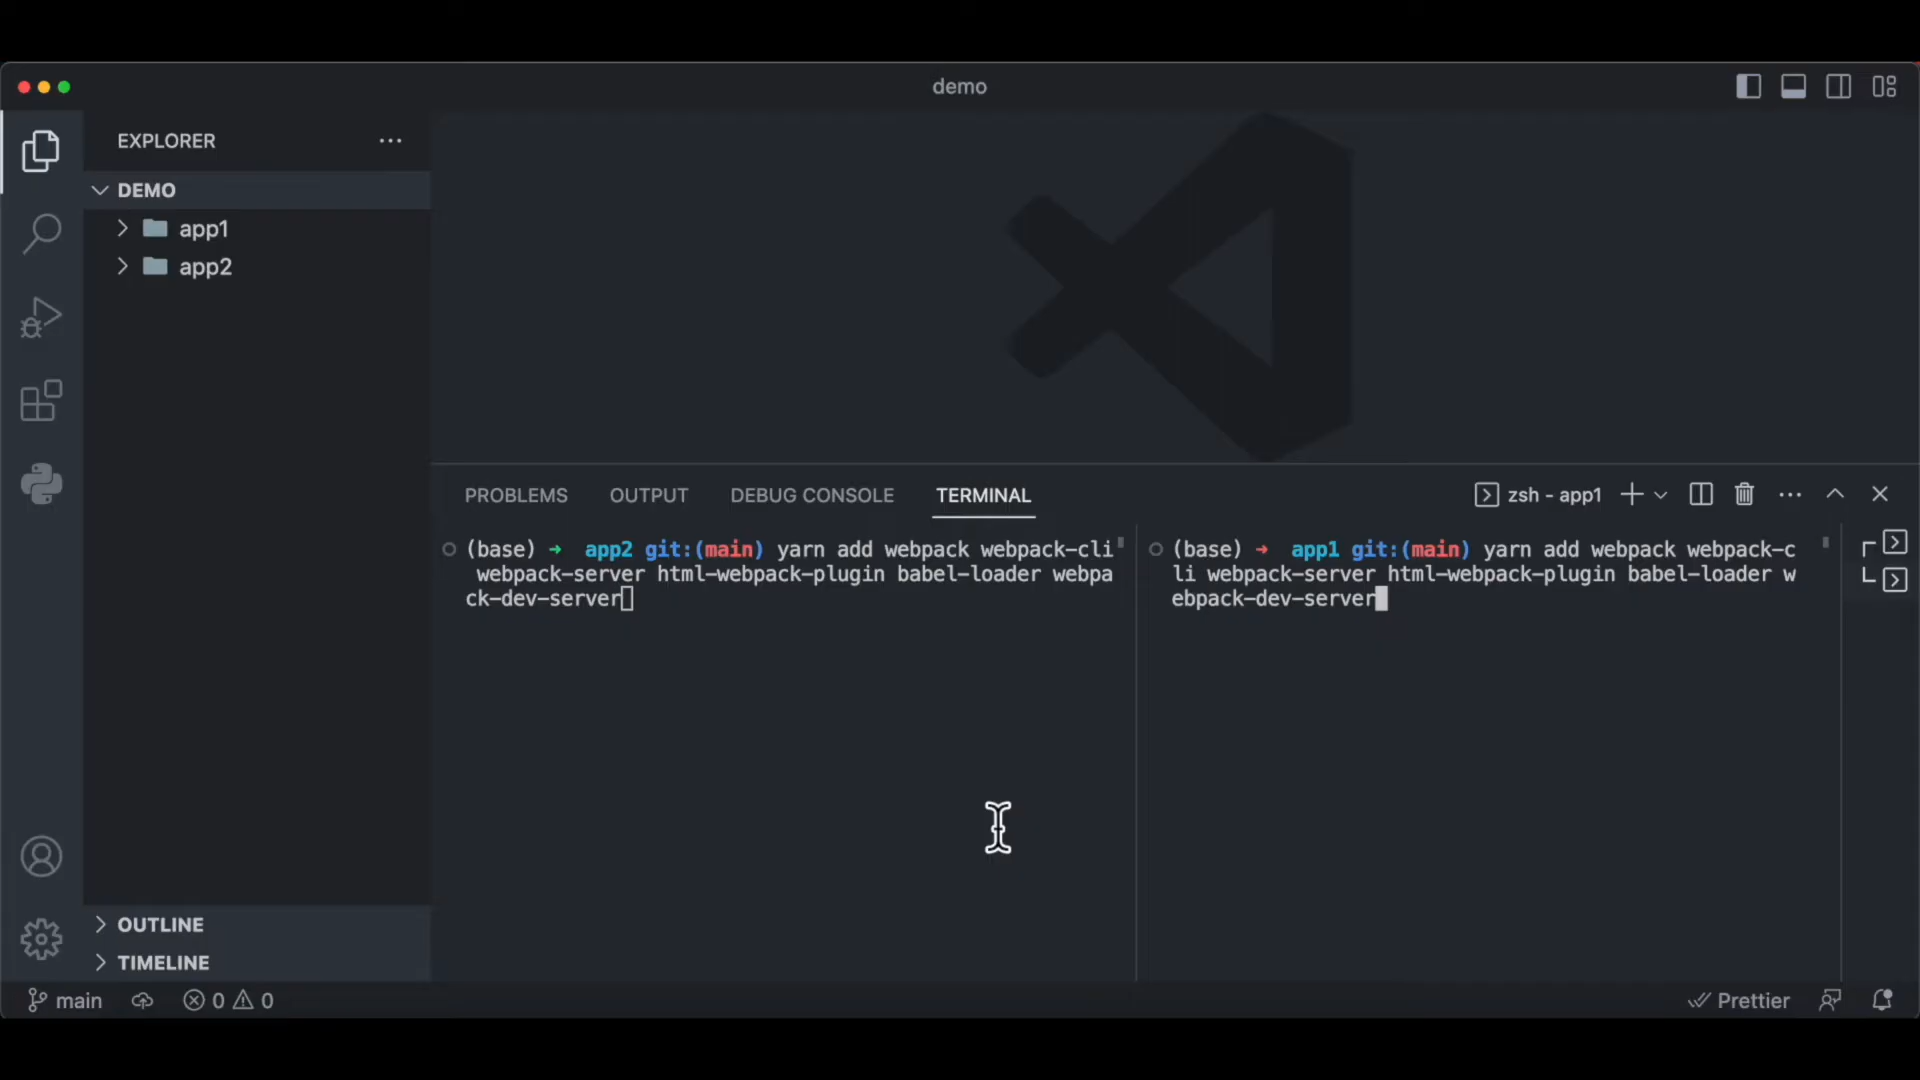 demo
EXPLORER
DEMO
app1
app2
OUTLINE
TIMELINE
PROBLEMS OUTPUT DEBUG CONSOLE TERMINAL zsh - app1
(base) ➜ app2 git:(main) yarn add webpack webpack-cli
webpack-server html-webpack-plugin babel-loader webpa
ck-dev-server
(base) ➜ app1 git:(main) yarn add webpack webpack-c
li webpack-server html-webpack-plugin babel-loader w
ebpack-dev-server
main 0 0 Prettier